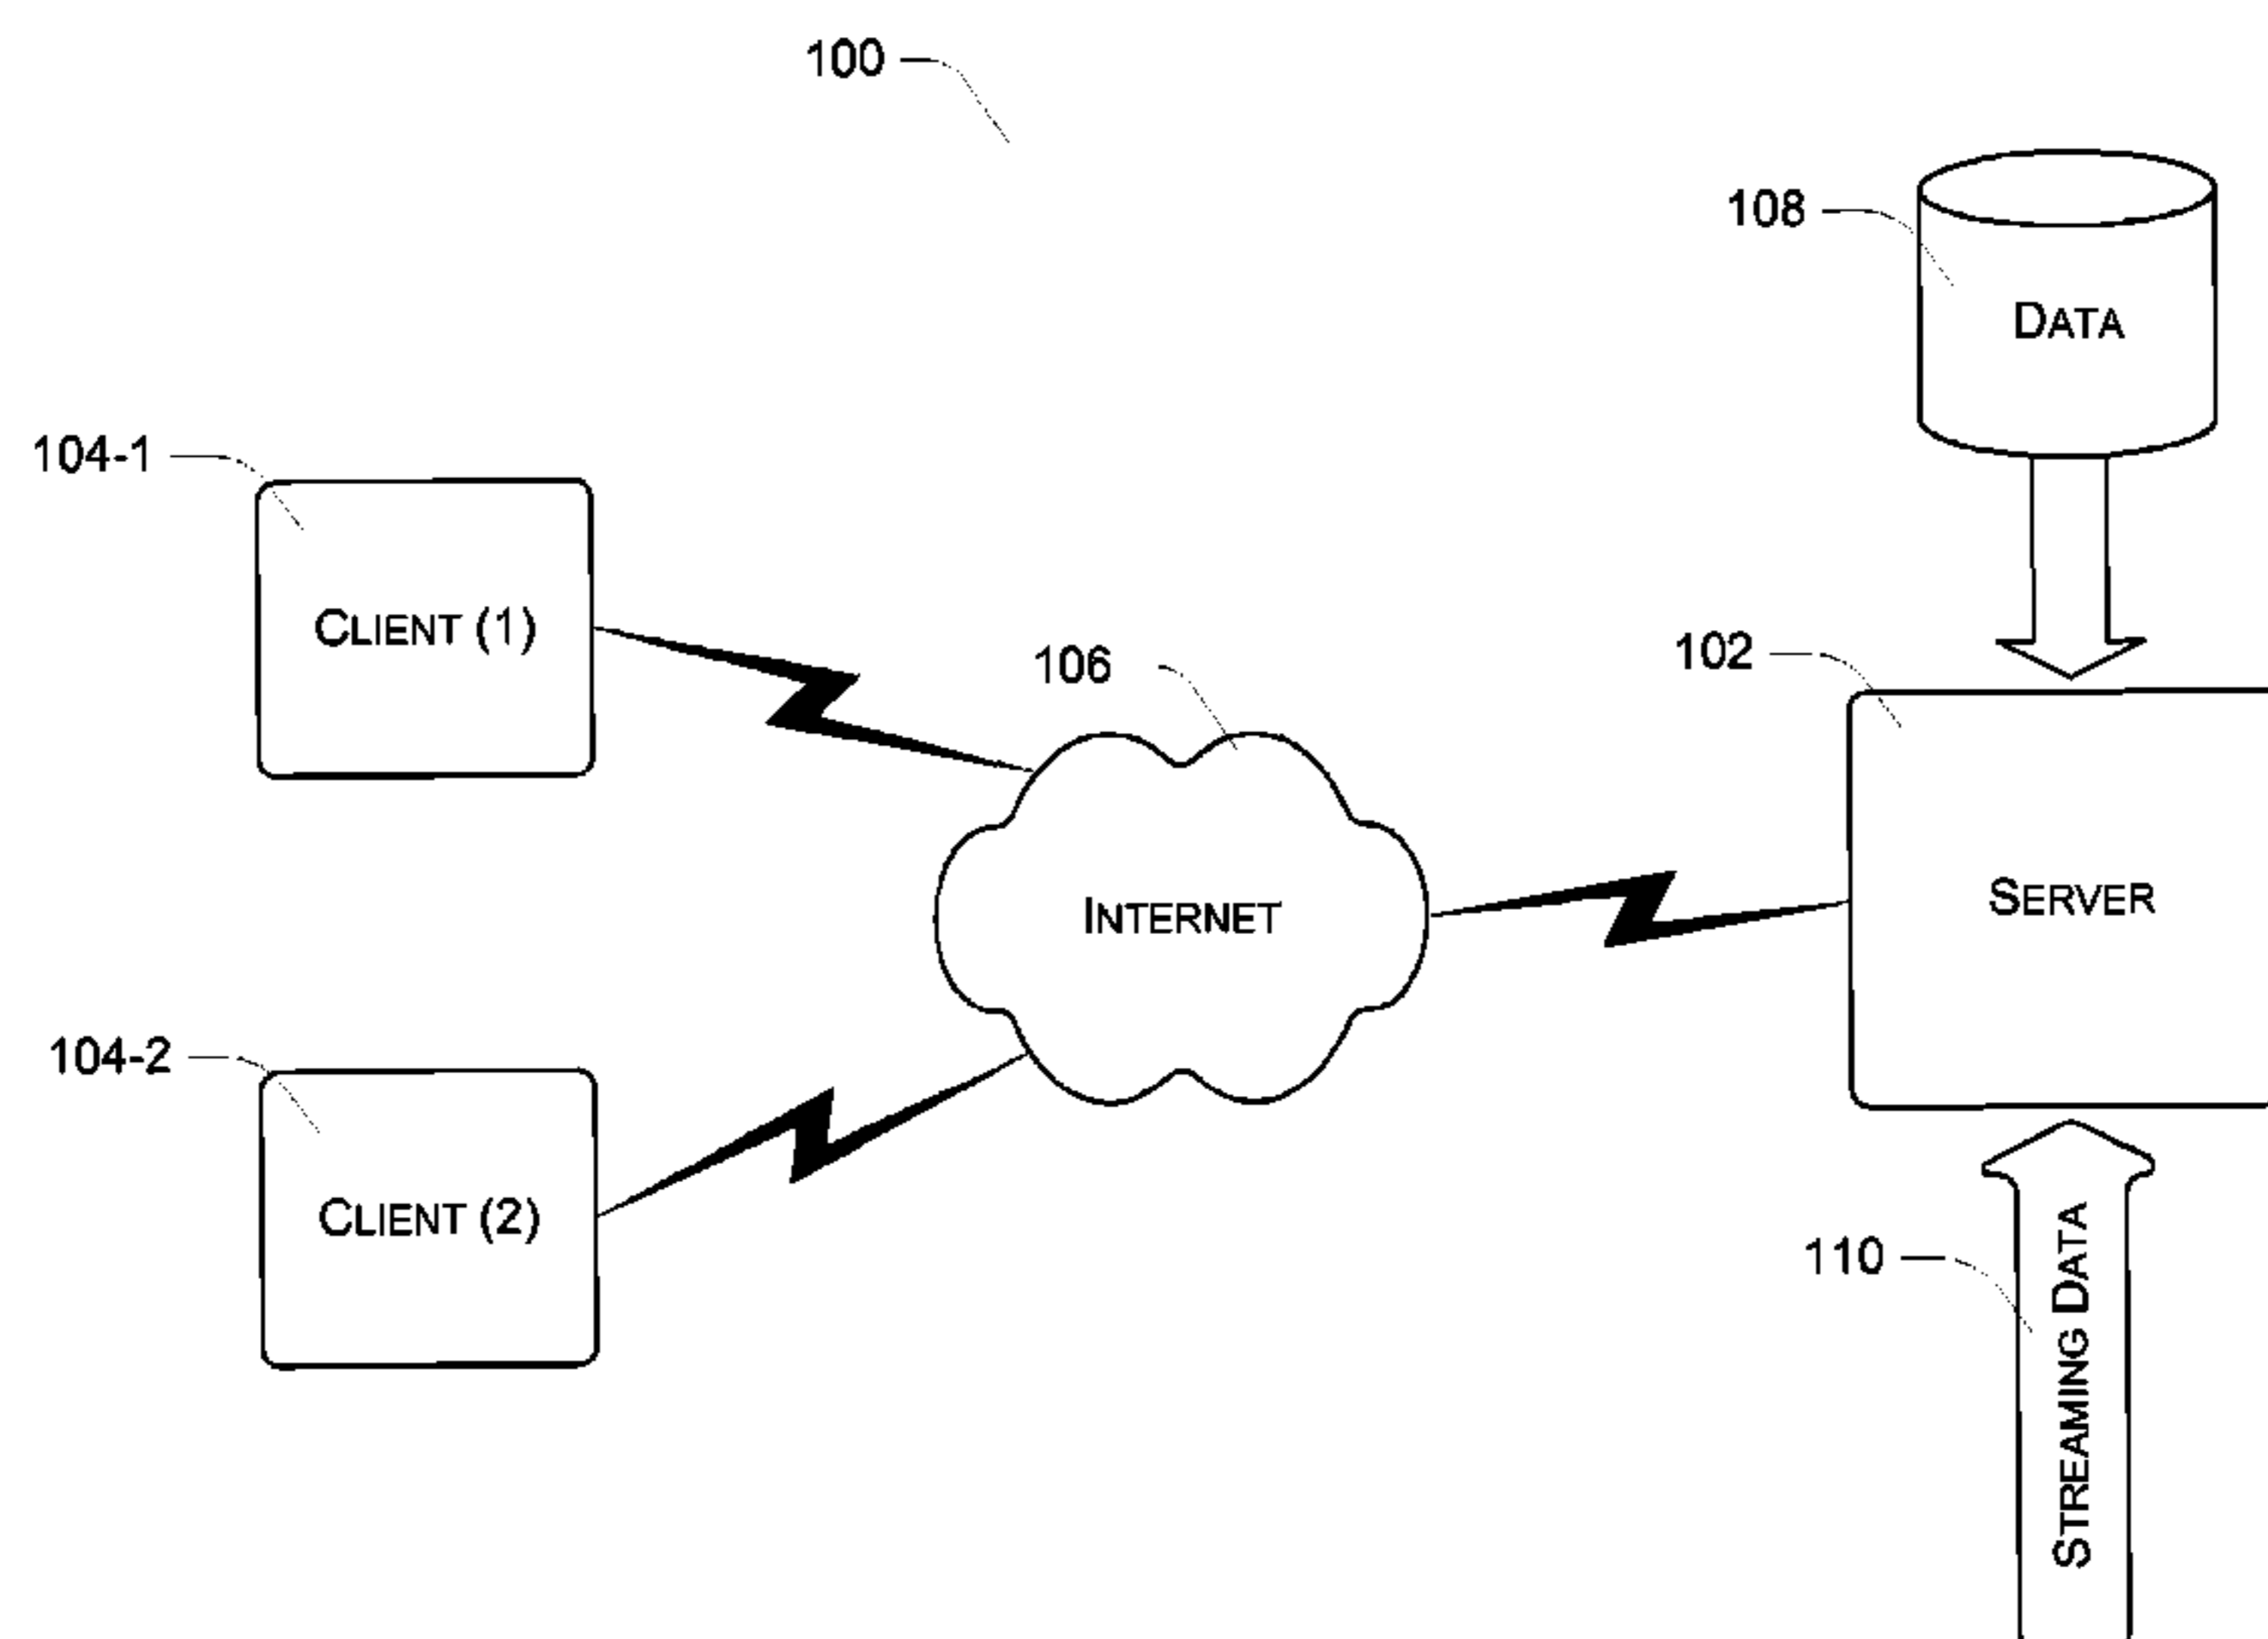 100
108
DATA
104-1
CLIENT (1)
106
102
SERVER
INTERNET
104-2
CLIENT (2)
110
STREAMING DATA